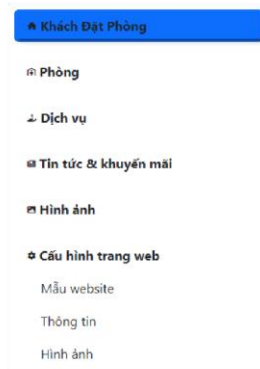 Khách Đặt Phòng
Phòng
Dịch vụ
Tin tức & khuyến mãi
Hình ảnh
Cấu hình trang web
Mẫu website
Thông tin
Hình ảnh